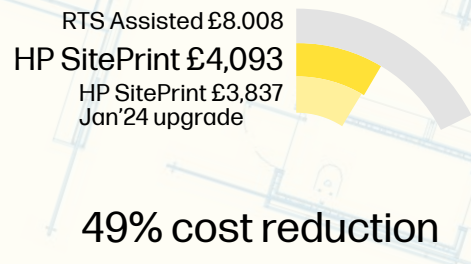 RTS Assisted £8.008
HP SitePrint £4,093
HP SitePrint £3,837
Jan'24 upgrade
49% cost reduction